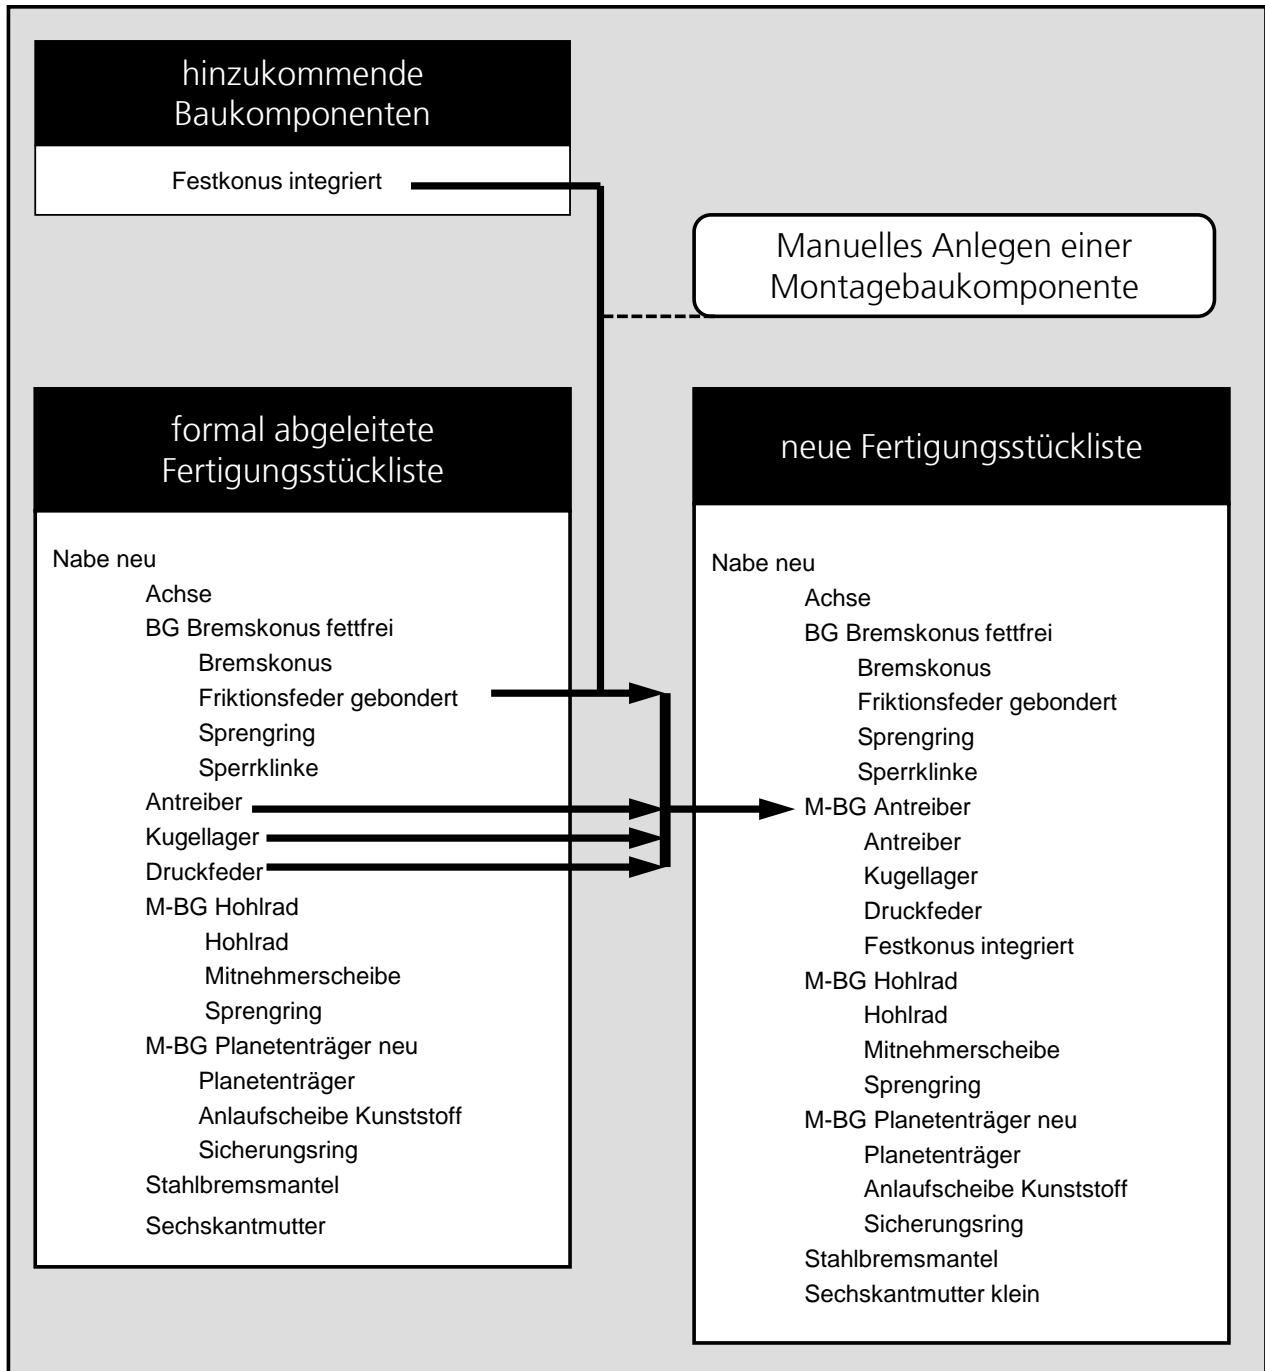 hinzukommende
Baukomponenten
Festkonus integriert
Manuelles Anlegen einer
Montagebaukomponente
formal abgeleitete
Fertigungsstückliste
Nabe neu
Achse
BG Bremskonus fettfrei
Bremskonus
Friktionsfeder gebondert
Sprengring
Sperrklinke
Antreiber
Kugellager
Druckfeder
M-BG Hohlrad
Hohlrad
Mitnehmerscheibe
Sprengring
M-BG Planetenträger neu
Planetenträger
Anlaufscheibe Kunststoff
Sicherungsring
Stahlbremsmantel
Sechskantmutter
neue Fertigungsstückliste
Nabe neu
Achse
BG Bremskonus fettfrei
Bremskonus
Friktionsfeder gebondert
Sprengring
Sperrklinke
M-BG Antreiber
Antreiber
Kugellager
Druckfeder
Festkonus integriert
M-BG Hohlrad
Hohlrad
Mitnehmerscheibe
Sprengring
M-BG Planetenträger neu
Planetenträger
Anlaufscheibe Kunststoff
Sicherungsring
Stahlbremsmantel
Sechskantmutter klein